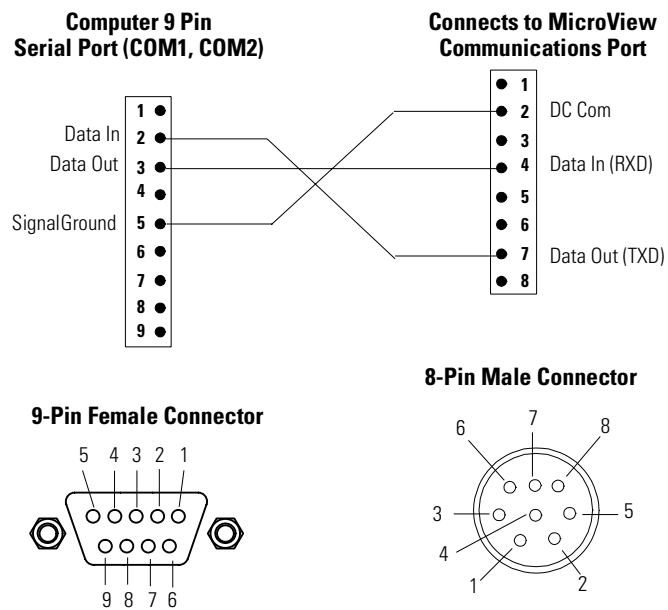 Computer 9 Pin
Serial Port (COM1, COM2)
1
Data In 2
Data Out 3
4
SignalGround 5
6
7
8
9
Connects to MicroView
Communications Port
1
2 DC Com
3
4 Data In (RXD)
5
6
7 Data Out (TXD)
8
9-Pin Female Connector
5 4 3 2 1
9 8 7 6
8-Pin Male Connector
6 7 8
3 5
4
1 2